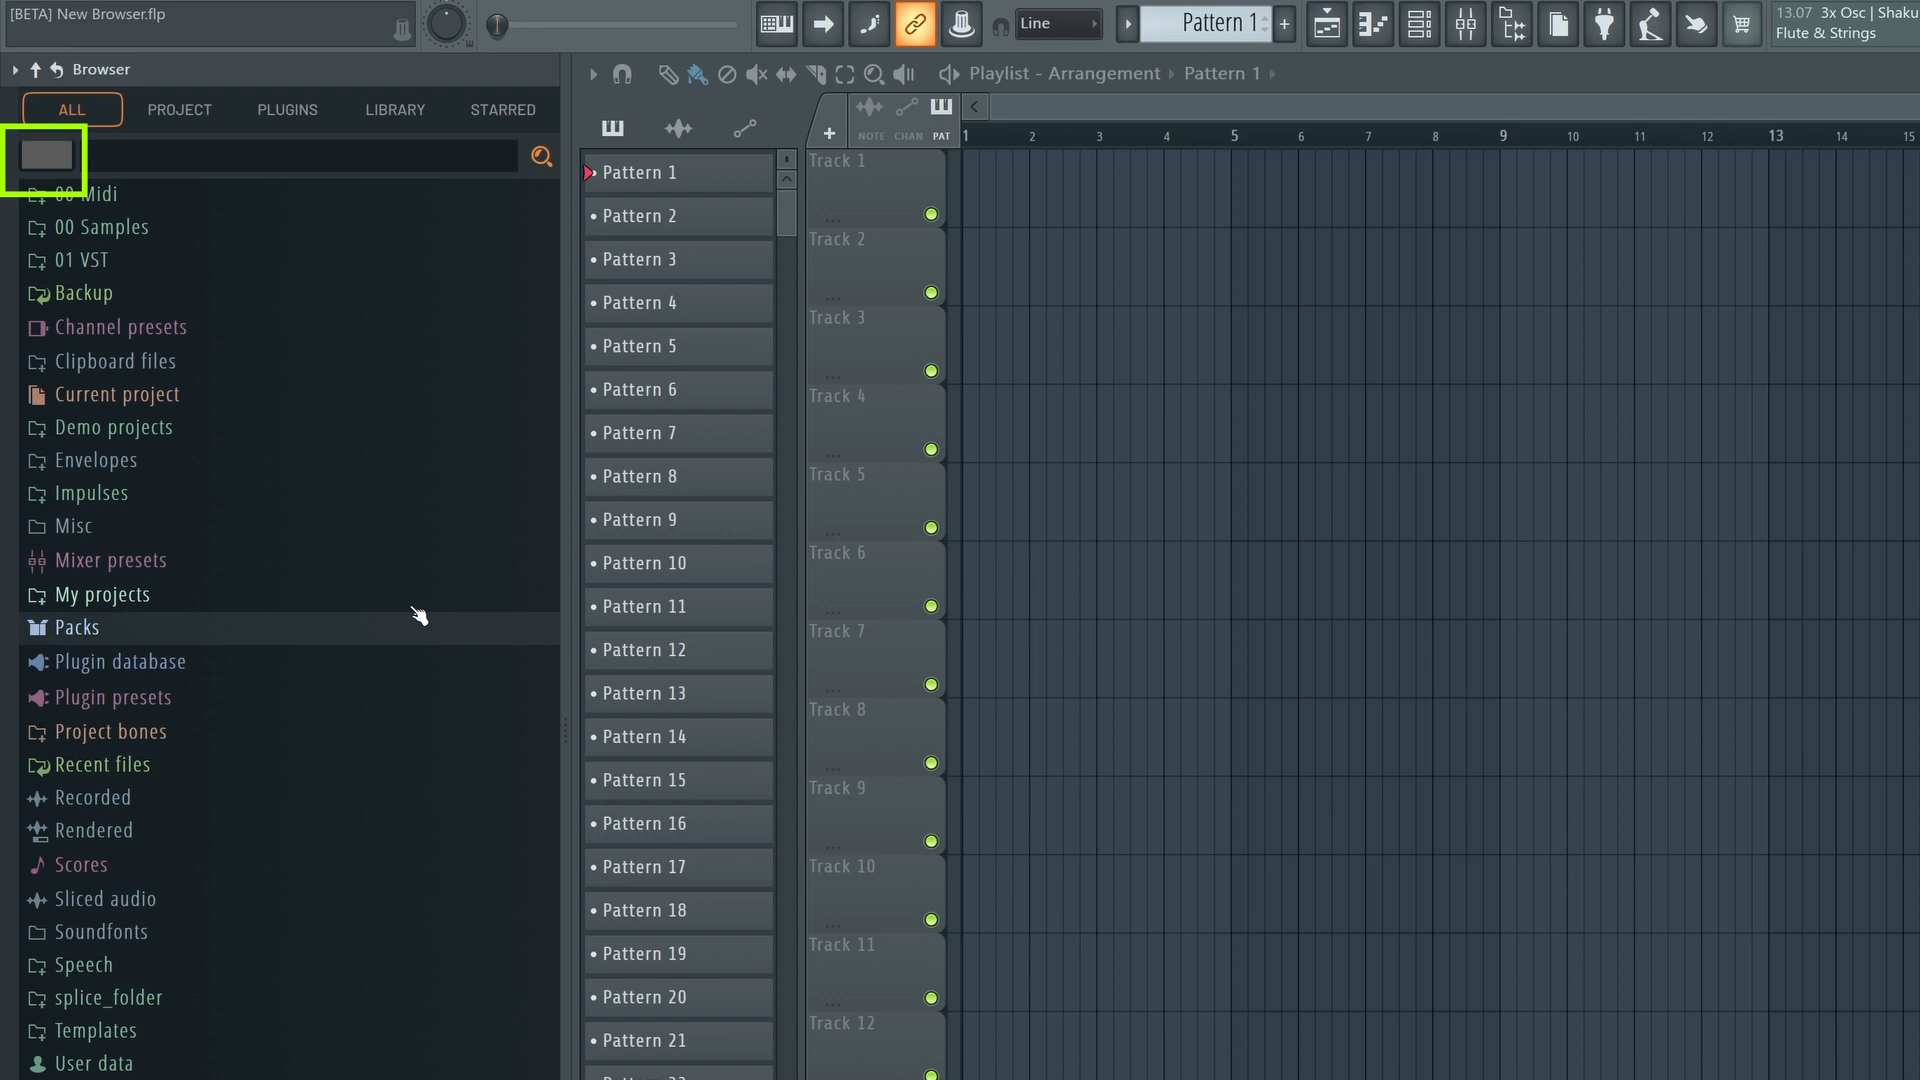 [BETA] New Browser.flp
Line
Pattern 1
+
13.07 3x Osc | Shaku
Flute & Strings
Browser
Playlist - Arrangement
Pattern 1
ALL
PROJECT
PLUGINS
LIBRARY
STARRED
+
NOTE
CHAN
PAT
1
2
3
4
5
6
7
8
9
10
11
12
13
14
15
00 Midi
00 Samples
01 VST
Backup
Channel presets
Clipboard files
Current project
Demo projects
Envelopes
Impulses
Misc
Mixer presets
My projects
Packs
Plugin database
Plugin presets
Project bones
Recent files
Recorded
Rendered
Scores
Sliced audio
Soundfonts
Speech
splice_folder
Templates
User data
Pattern 1
Pattern 2
Pattern 3
Pattern 4
Pattern 5
Pattern 6
Pattern 7
Pattern 8
Pattern 9
Pattern 10
Pattern 11
Pattern 12
Pattern 13
Pattern 14
Pattern 15
Pattern 16
Pattern 17
Pattern 18
Pattern 19
Pattern 20
Pattern 21
Track 1
Track 2
Track 3
Track 4
Track 5
Track 6
Track 7
Track 8
Track 9
Track 10
Track 11
Track 12